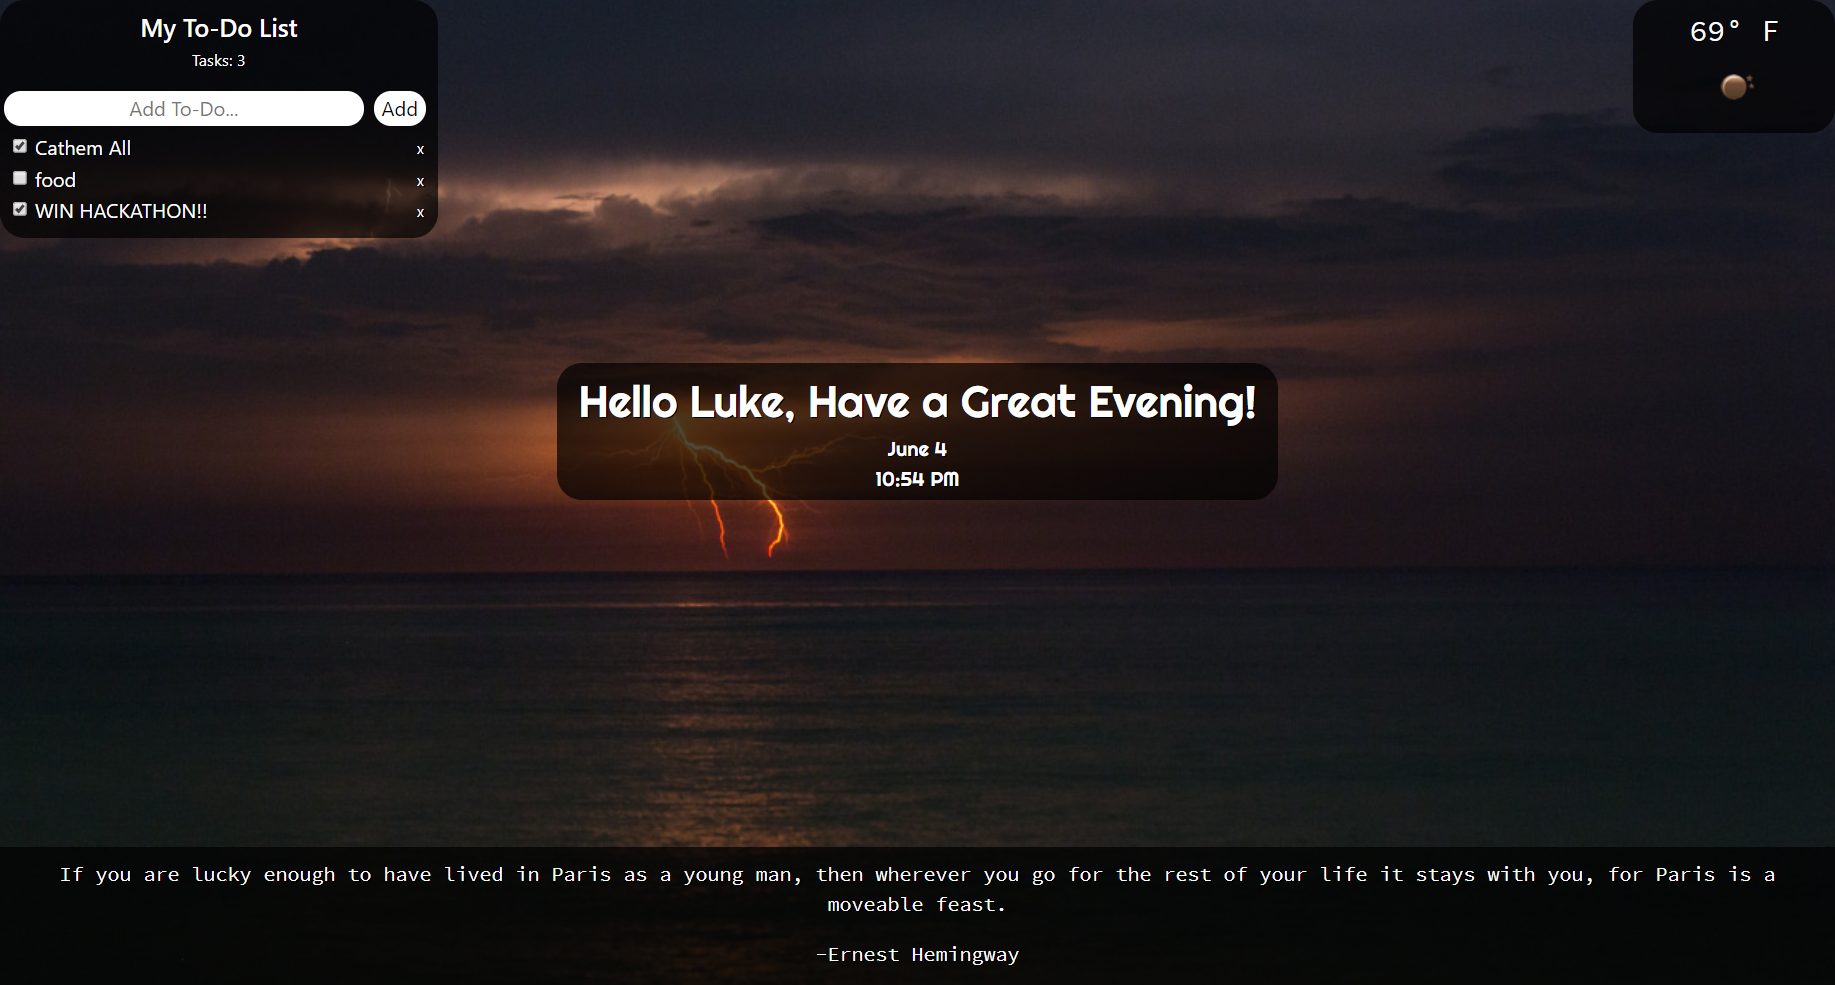 My To-Do List
Tasks: 3
Add To-Do...
Add
Cathem All
x
food
x
WIN HACKATHON!!
x
69° F
Hello Luke, Have a Great Evening!
June 4
10:54 PM
If you are lucky enough to have lived in Paris as a young man, then wherever you go for the rest of your life it stays with you, for Paris is a
moveable feast.
-Ernest Hemingway